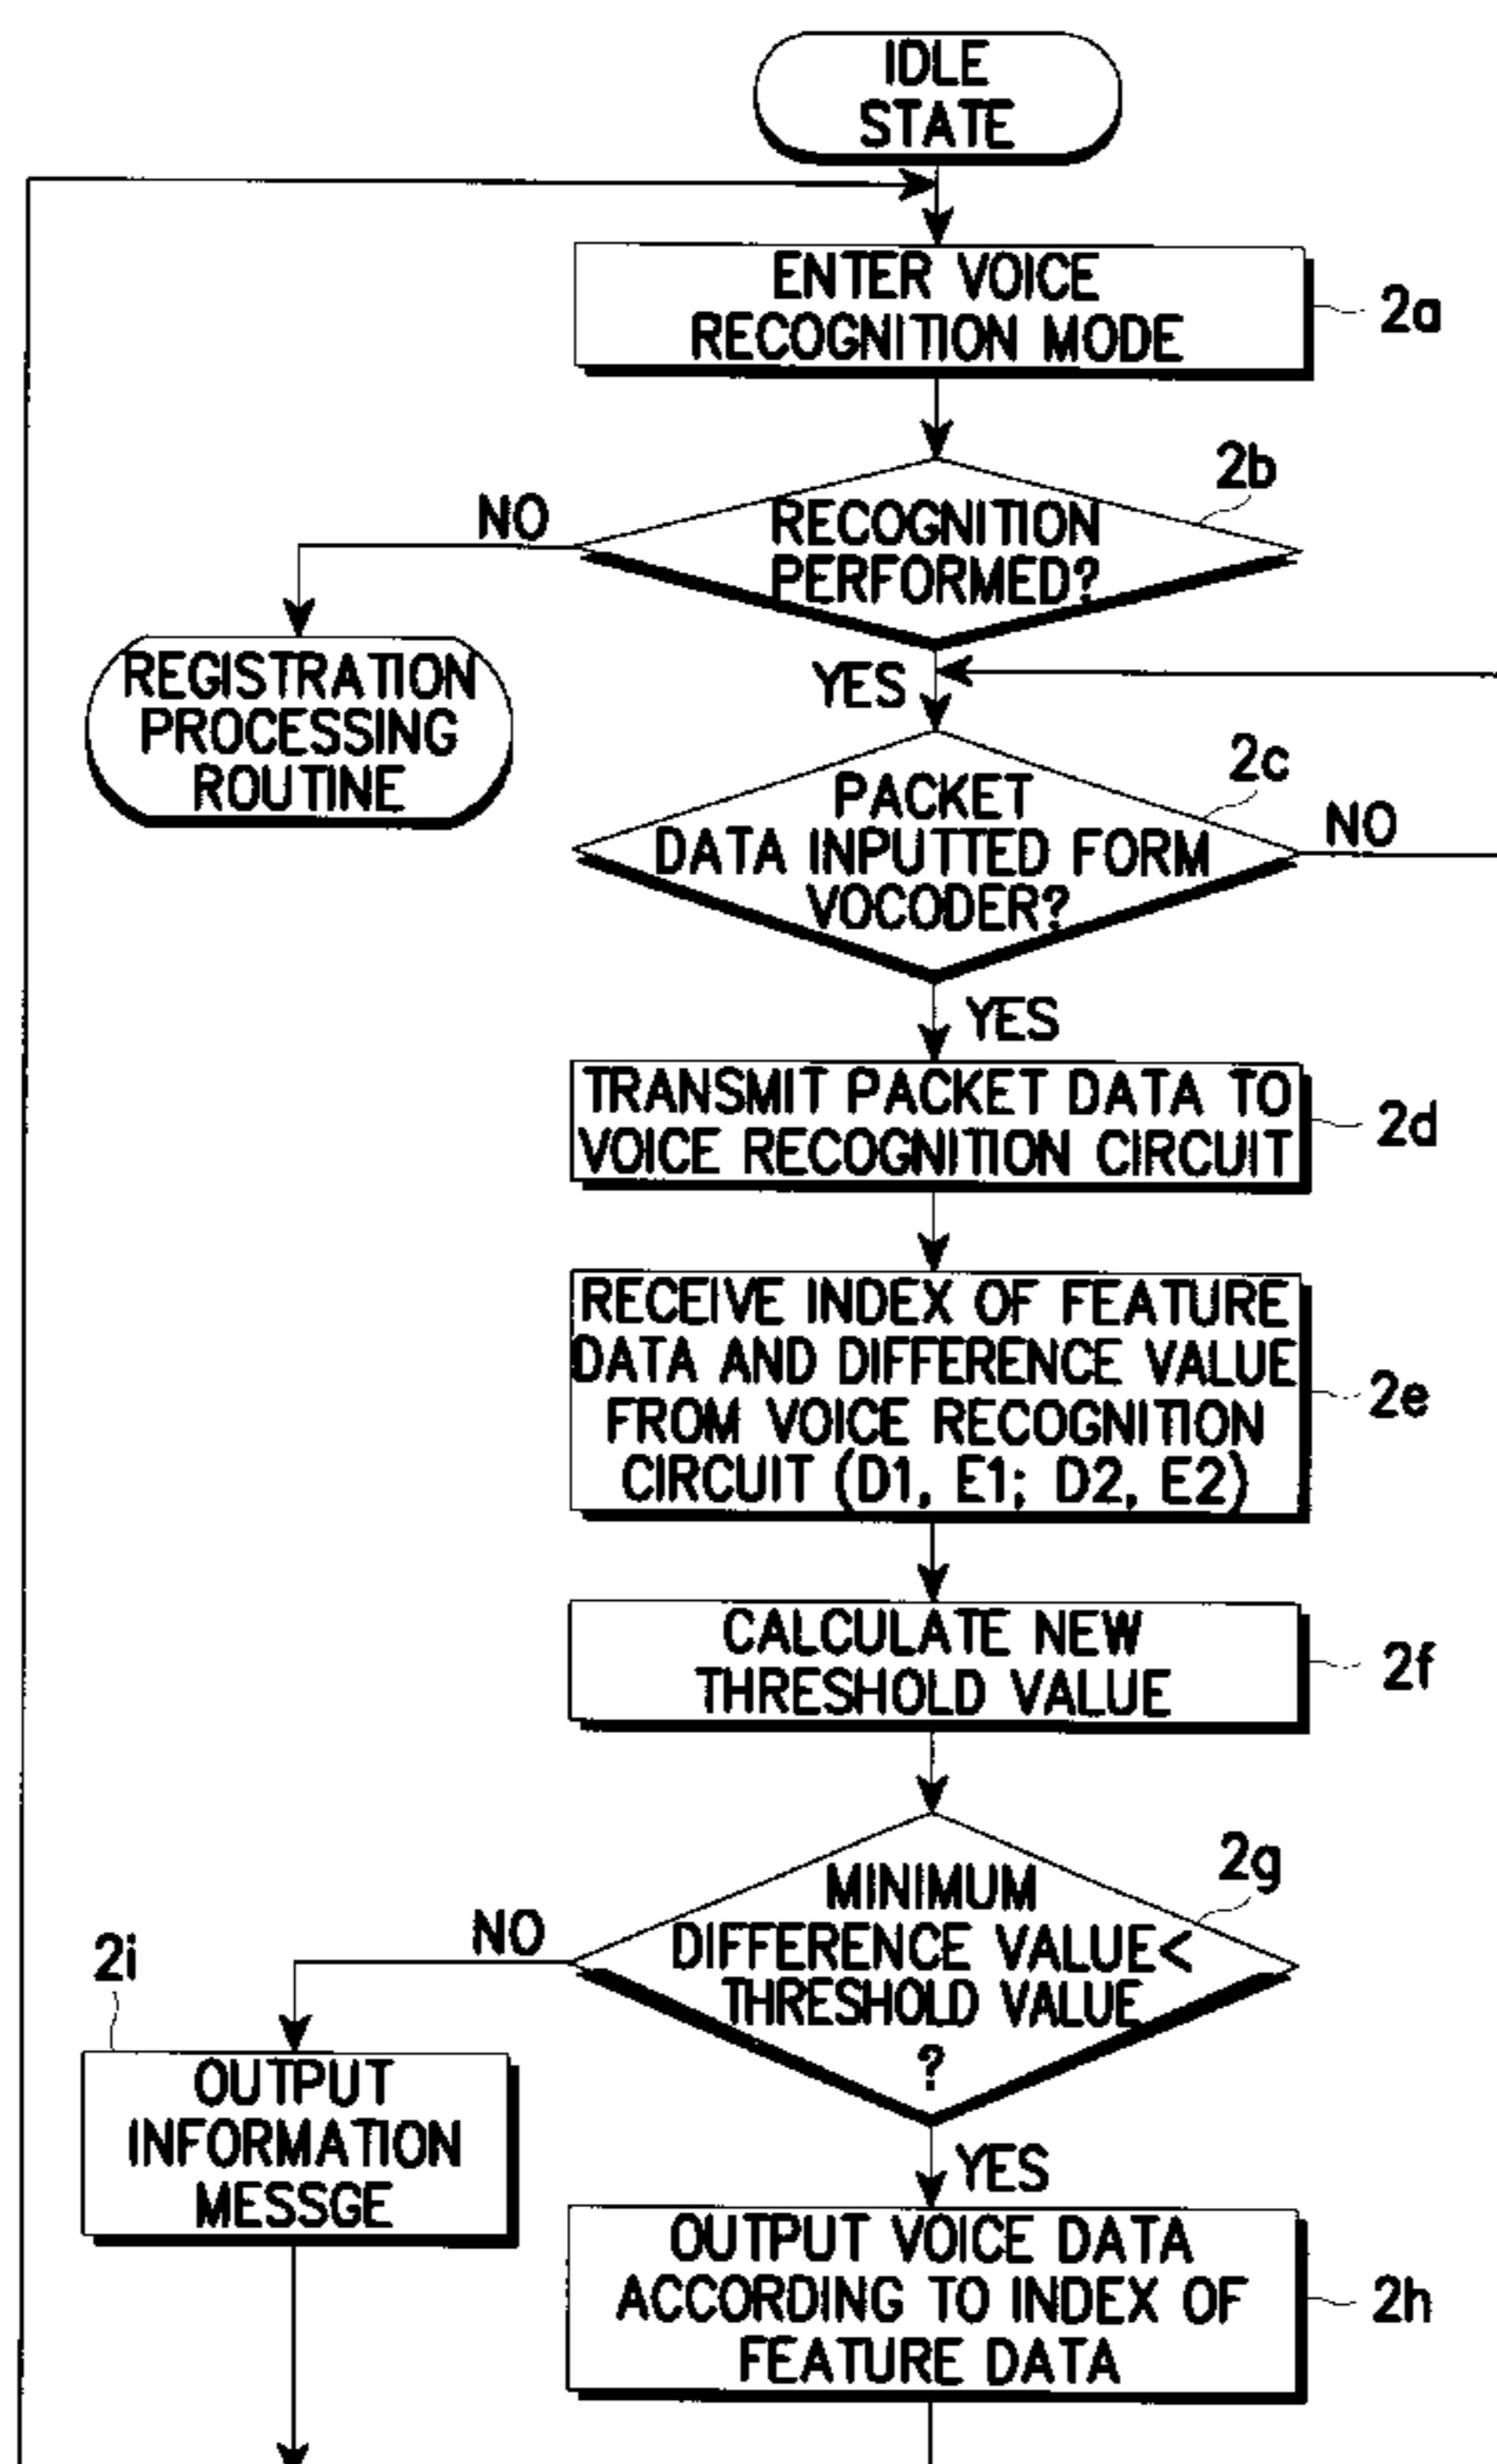 IDLE
STATE
ENTER VOICE
RECOGNITION MODE
2a
2b
NO
RECOGNITION
PERFORMED?
YES
REGISTRATION
PROCESSING
ROUTINE
2c
PACKET
DATA INPUTTED FORM
VOCODER?
NO
YES
TRANSMIT PACKET DATA TO
VOICE RECOGNITION CIRCUIT
2d
RECEIVE INDEX OF FEATURE
DATA AND DIFFERENCE VALUE
FROM VOICE RECOGNITION
CIRCUIT (D1, E1; D2, E2)
2e
CALCULATE NEW
THRESHOLD VALUE
2f
2g
MINIMUM
DIFFERENCE VALUE<
THRESHOLD VALUE
?
NO
2i
OUTPUT
INFORMATION
MESSGE
YES
OUTPUT VOICE DATA
ACCORDING TO INDEX OF
FEATURE DATA
2h